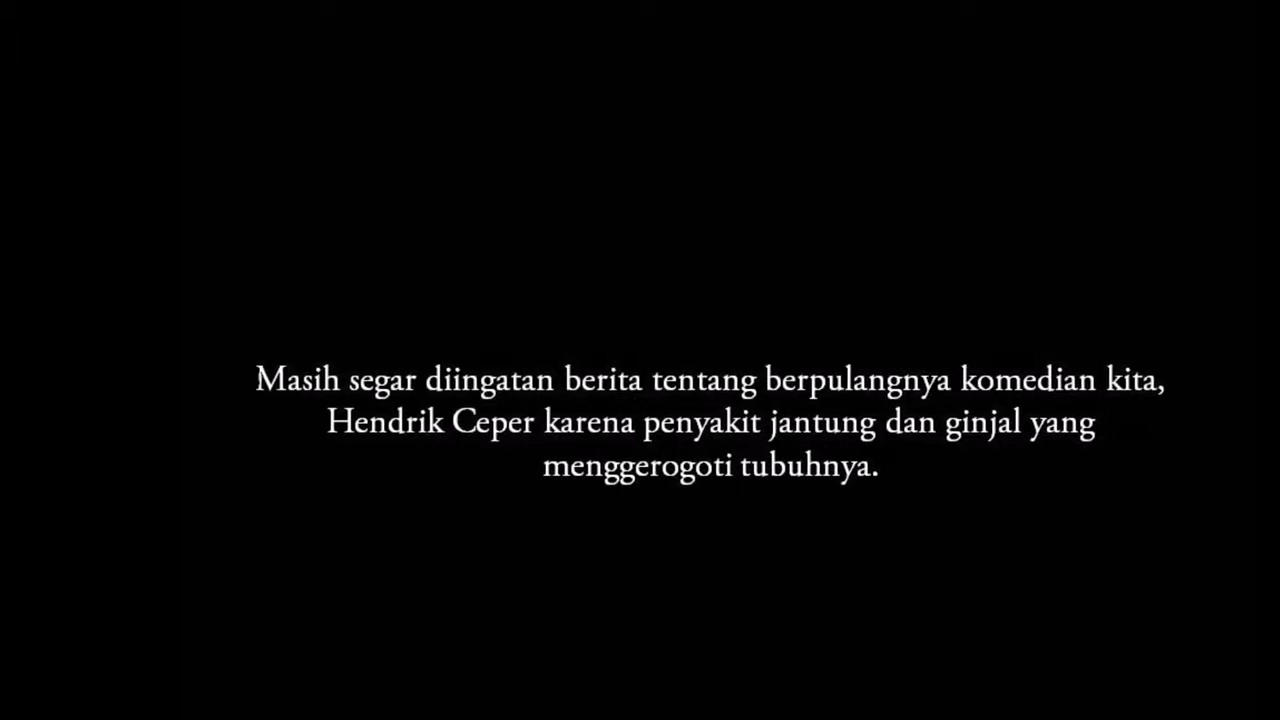 Masih segar diingatan berita tentang berpulangnya komedian kita,
Hendrik Ceper karena penyakit jantung dan ginjal yang
menggerogoti tubuhnya.